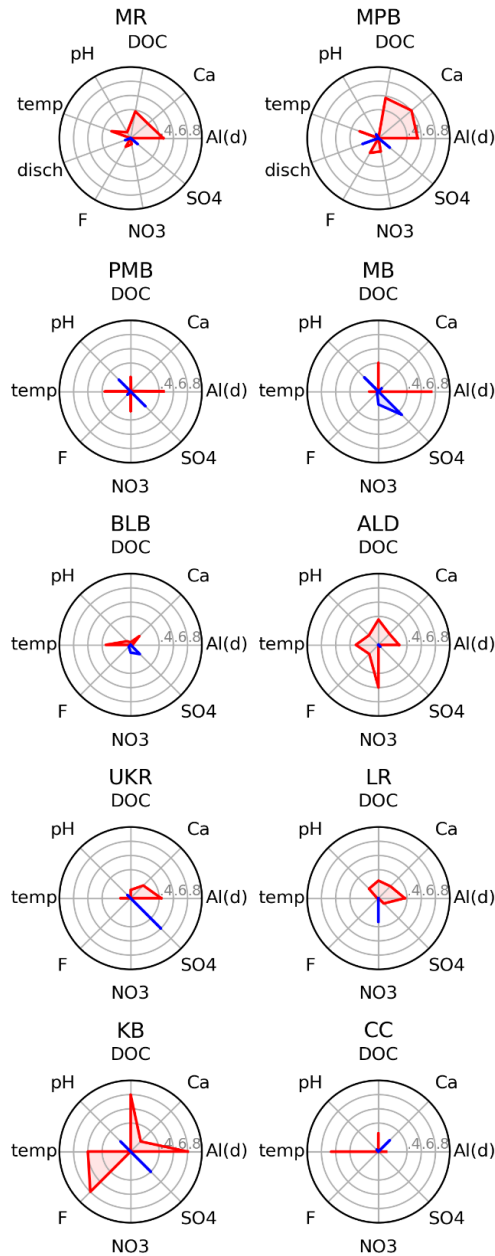 MR
DOC
pH
Ca
temp
.4.6.8
Al(d)
disch
SO4
F
NO3
MPB
DOC
pH
Ca
temp
.4.6.8
Al(d)
disch
SO4
F
NO3
PMB
DOC
pH
Ca
temp
.4.6.8
Al(d)
F
SO4
NO3
MB
DOC
pH
Ca
temp
.4.6.8
Al(d)
F
SO4
NO3
BLB
DOC
pH
Ca
temp
.4.6.8
Al(d)
F
SO4
NO3
ALD
DOC
pH
Ca
temp
.4.6.8
Al(d)
F
SO4
NO3
UKR
DOC
pH
Ca
temp
.4.6.8
Al(d)
F
SO4
NO3
LR
DOC
pH
Ca
temp
.4.6.8
Al(d)
F
SO4
NO3
KB
DOC
pH
Ca
temp
.4.6.8
Al(d)
F
SO4
NO3
CC
DOC
pH
Ca
temp
.4.6.8
Al(d)
F
SO4
NO3